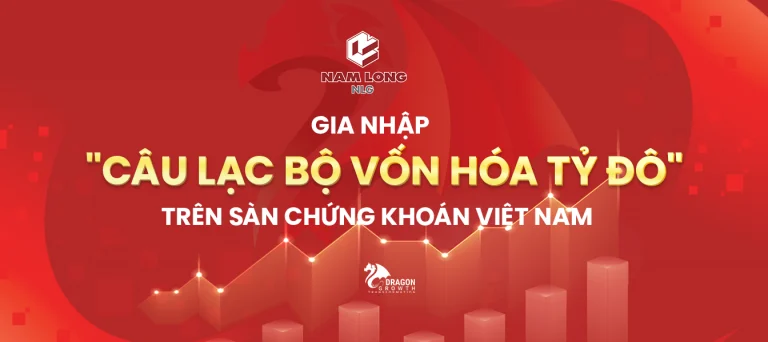 NAM LONG
NLG
GIA NHẬP
"CÂU LẠC BỘ VỐN HÓA TỶ ĐÔ"
TRÊN SÀN CHỨNG KHOÁN VIỆT NAM
DRAGON
GROWTH
TRANSFORMATION